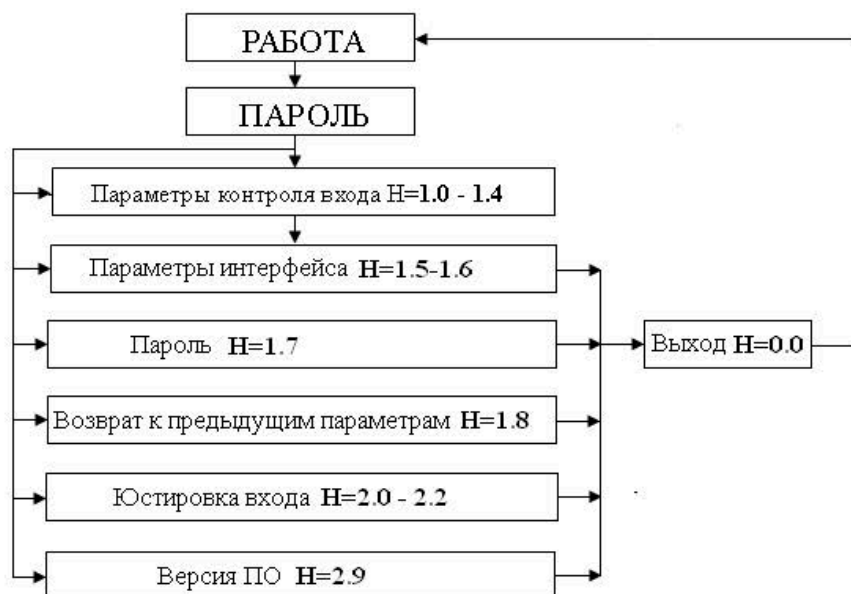 РАБОТА
ПАРОЛЬ
Параметры контроля входа H=1.0 - 1.4
Параметры интерфейса H=1.5-1.6
Пароль H=1.7
Выход H=0.0
Возврат к предыдущим параметрам H=1.8
Юстировка входа H=2.0 - 2.2
Версия ПО H=2.9